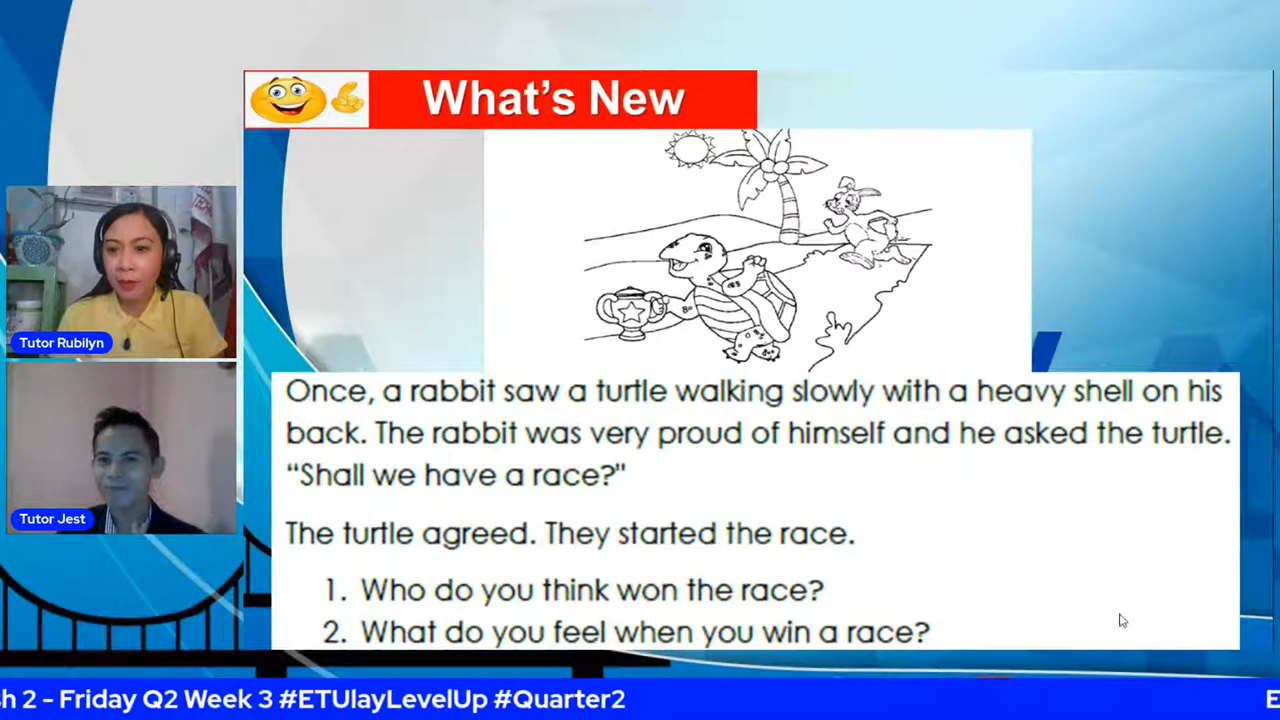 What's New
Tutor Rubilyn
Tutor Jest
Once, a rabbit saw a turtle walking slowly with a heavy shell on his
back. The rabbit was very proud of himself and he asked the turtle.
“Shall we have a race?"
The turtle agreed. They started the race.
1. Who do you think won the race?
2. What do you feel when you win a race?
sh 2 - Friday Q2 Week 3 #ETUlayLevelUp #Quarter2
E